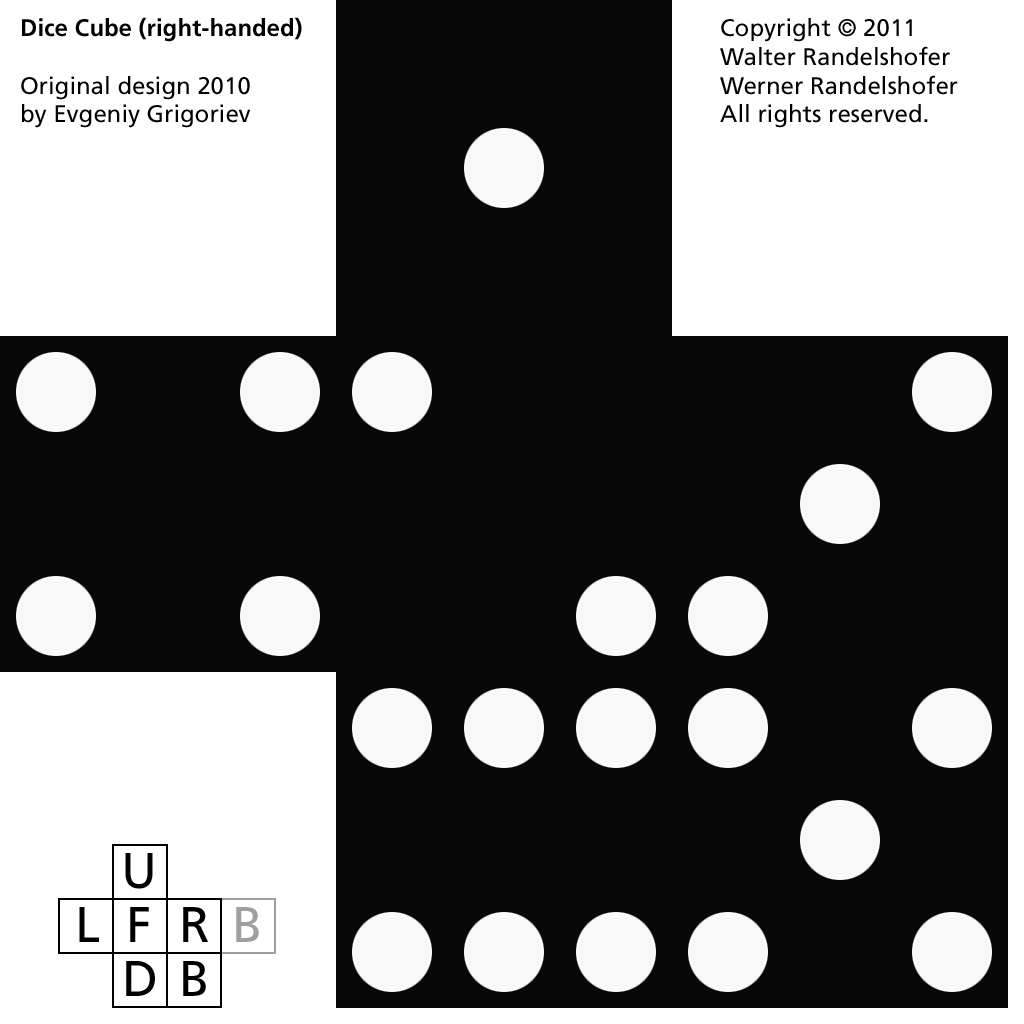 Dice Cube (right-handed)
Original design 2010
by Evgeniy Grigoriev
Copyright © 2011
Walter Randelshofer
Werner Randelshofer
All rights reserved.
U
L F R B
D B